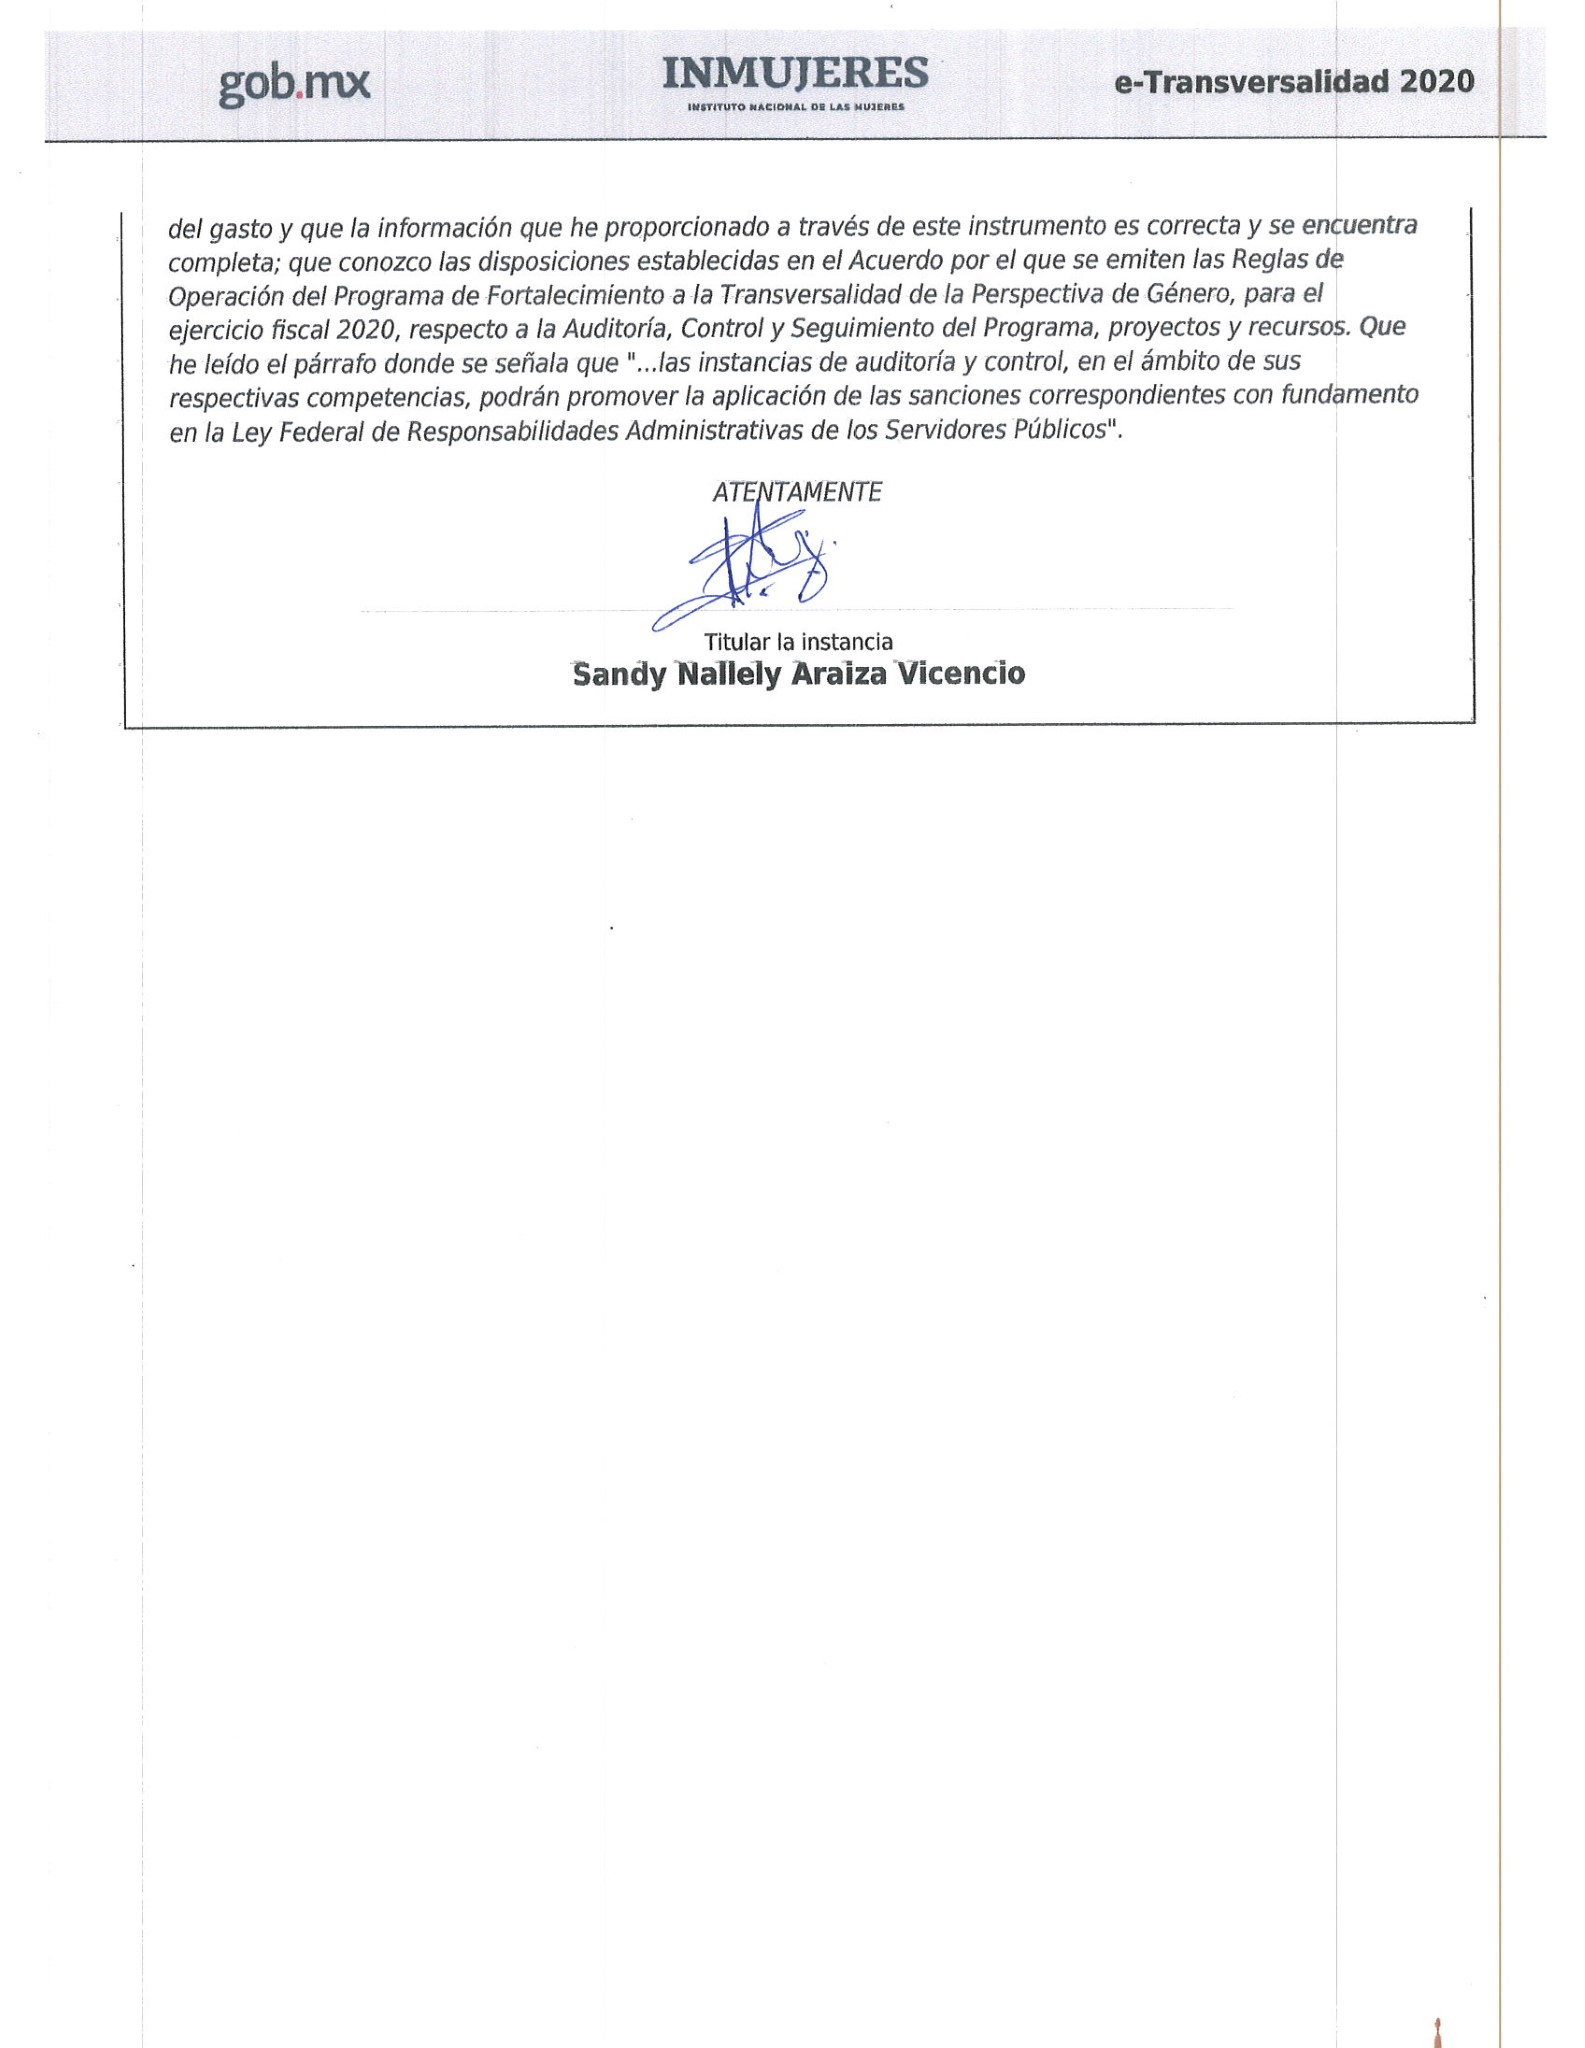 gob.mx
INMUJERES
INSTITUTO NACIONAL DE LAS MUJERES
e-Transversalidad 2020
del gasto y que la información que he proporcionado a través de este instrumento es correcta y se encuentra
completa; que conozco las disposiciones establecidas en el Acuerdo por el que se emiten las Reglas de
Operación del Programa de Fortalecimiento a la Transversalidad de la Perspectiva de Género, para el
ejercicio fiscal 2020, respecto a la Auditoría, Control y Seguimiento del Programa, proyectos y recursos. Que
he leído el párrafo donde se señala que "...las instancias de auditoría y control, en el ámbito de sus
respectivas competencias, podrán promover la aplicación de las sanciones correspondientes con fundamento
en la Ley Federal de Responsabilidades Administrativas de los Servidores Públicos".
ATENTAMENTE
Titular la instancia
Sandy Nallely Araiza Vicencio